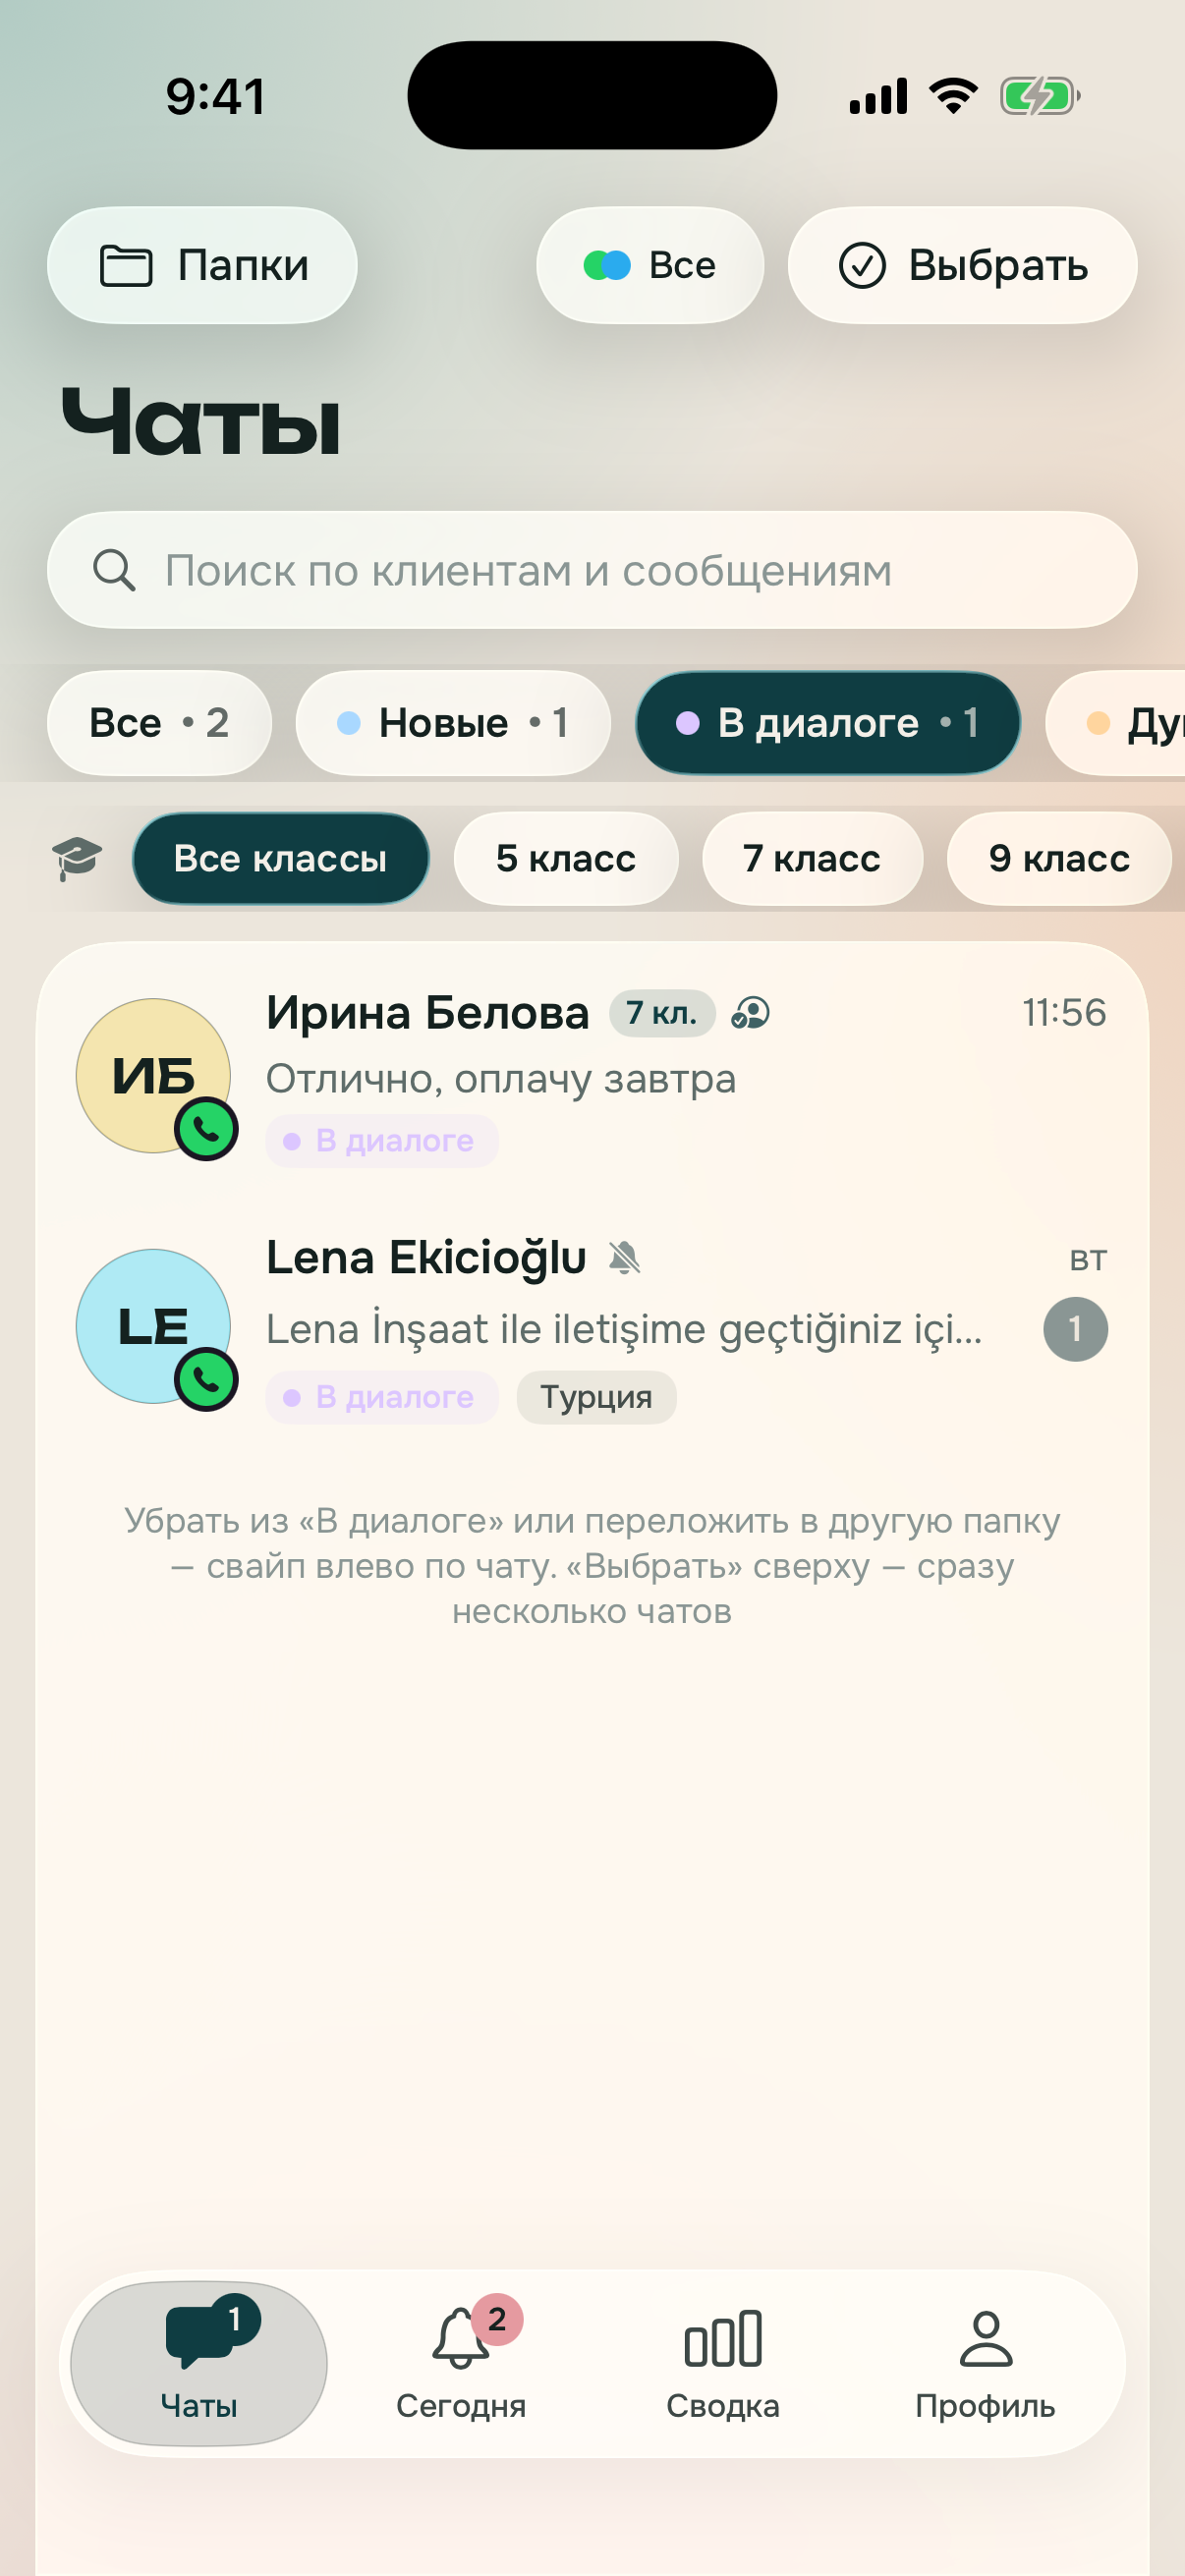 9:41
Папки
Все
Выбрать
Чаты
Поиск по клиентам и сообщениям
Все • 2
Новые • 1
В диалоге • 1
Все классы
5 класс
7 класс
9 класс
ИБ
Ирина Белова
7 кл.
11:56
Отлично, оплачу завтра
В диалоге
LE
Lena Ekicioğlu
вт
Lena İnşaat ile iletişime geçtiğiniz içi...
1
В диалоге
Турция
Убрать из «В диалоге» или переложить в другую папку
— свайп влево по чату. «Выбрать» сверху — сразу
несколько чатов
1
2
Чаты
Сегодня
Сводка
Профиль